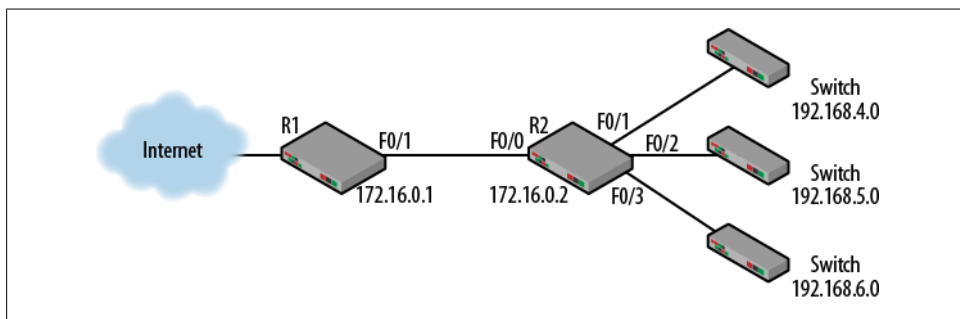 Internet
R1
F0/1
172.16.0.1
F0/0
R2
172.16.0.2
F0/1
F0/2
F0/3
Switch
192.168.4.0
Switch
192.168.5.0
Switch
192.168.6.0